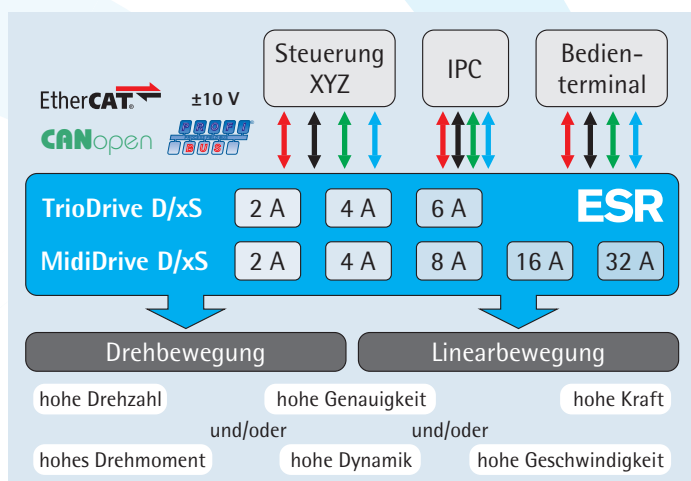 Steuerung
XYZ
IPC
Bedien-
terminal
EtherCAT®
±10 V
CANopen
PROFI
BUS
TrioDrive D/xS 2 A 4 A 6 A ESR
MidiDrive D/xS 2 A 4 A 8 A 16 A 32 A
Drehbewegung Linearbewegung
hohe Drehzahl hohe Genauigkeit hohe Kraft
und/oder und/oder
hohes Drehmoment hohe Dynamik hohe Geschwindigkeit